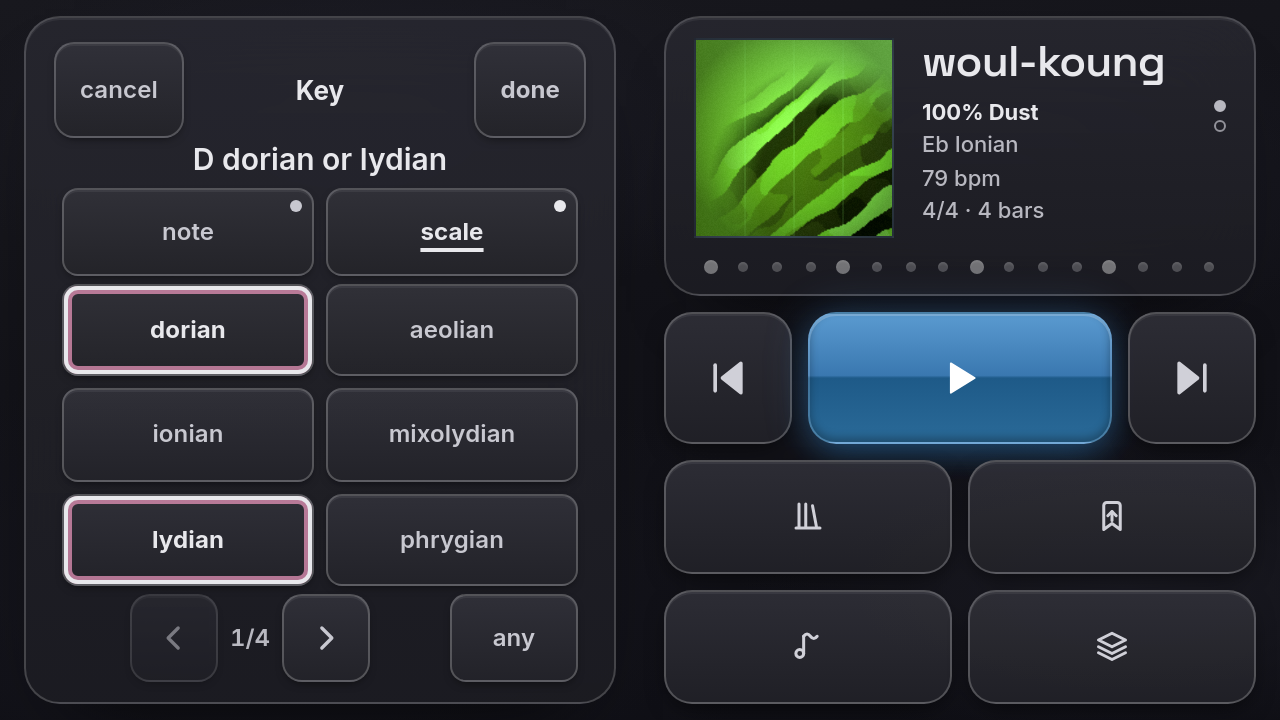 cancel
Key
done
D dorian or lydian
note
scale
dorian
aeolian
ionian
mixolydian
lydian
phrygian
1/4
any
woul-koung
100% Dust
Eb Ionian
79 bpm
4/4 · 4 bars